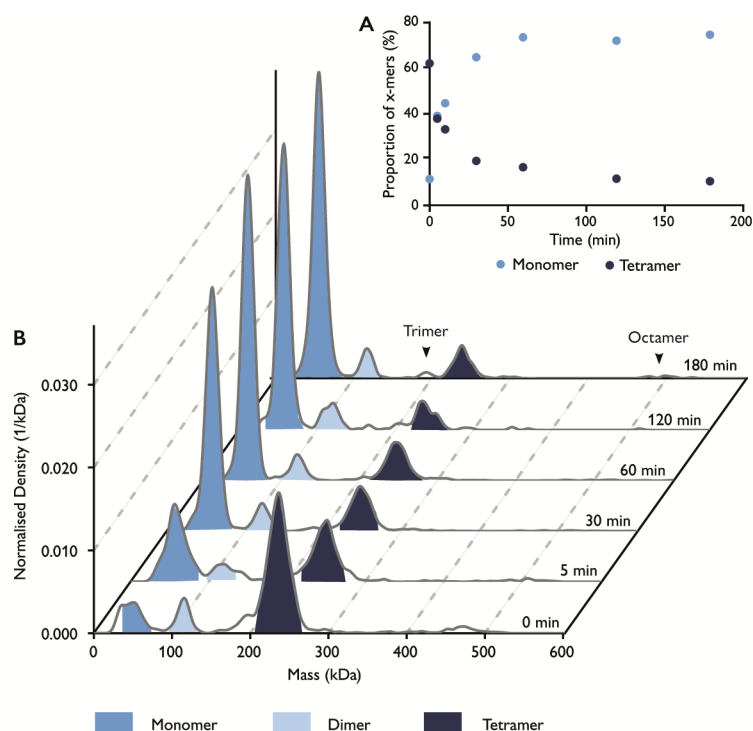 A
Proportion of x-mers (%)
80
60
40
20
0
0 50 100 150 200
Time (min)
Monomer Tetramer
B
Normalised Density (1/kDa)
0.030
0.020
0.010
0.000
Trimer
Octamer
180 min
120 min
60 min
30 min
5 min
0 min
0 100 200 300 400 500 600
Mass (kDa)
Monomer Dimer Tetramer